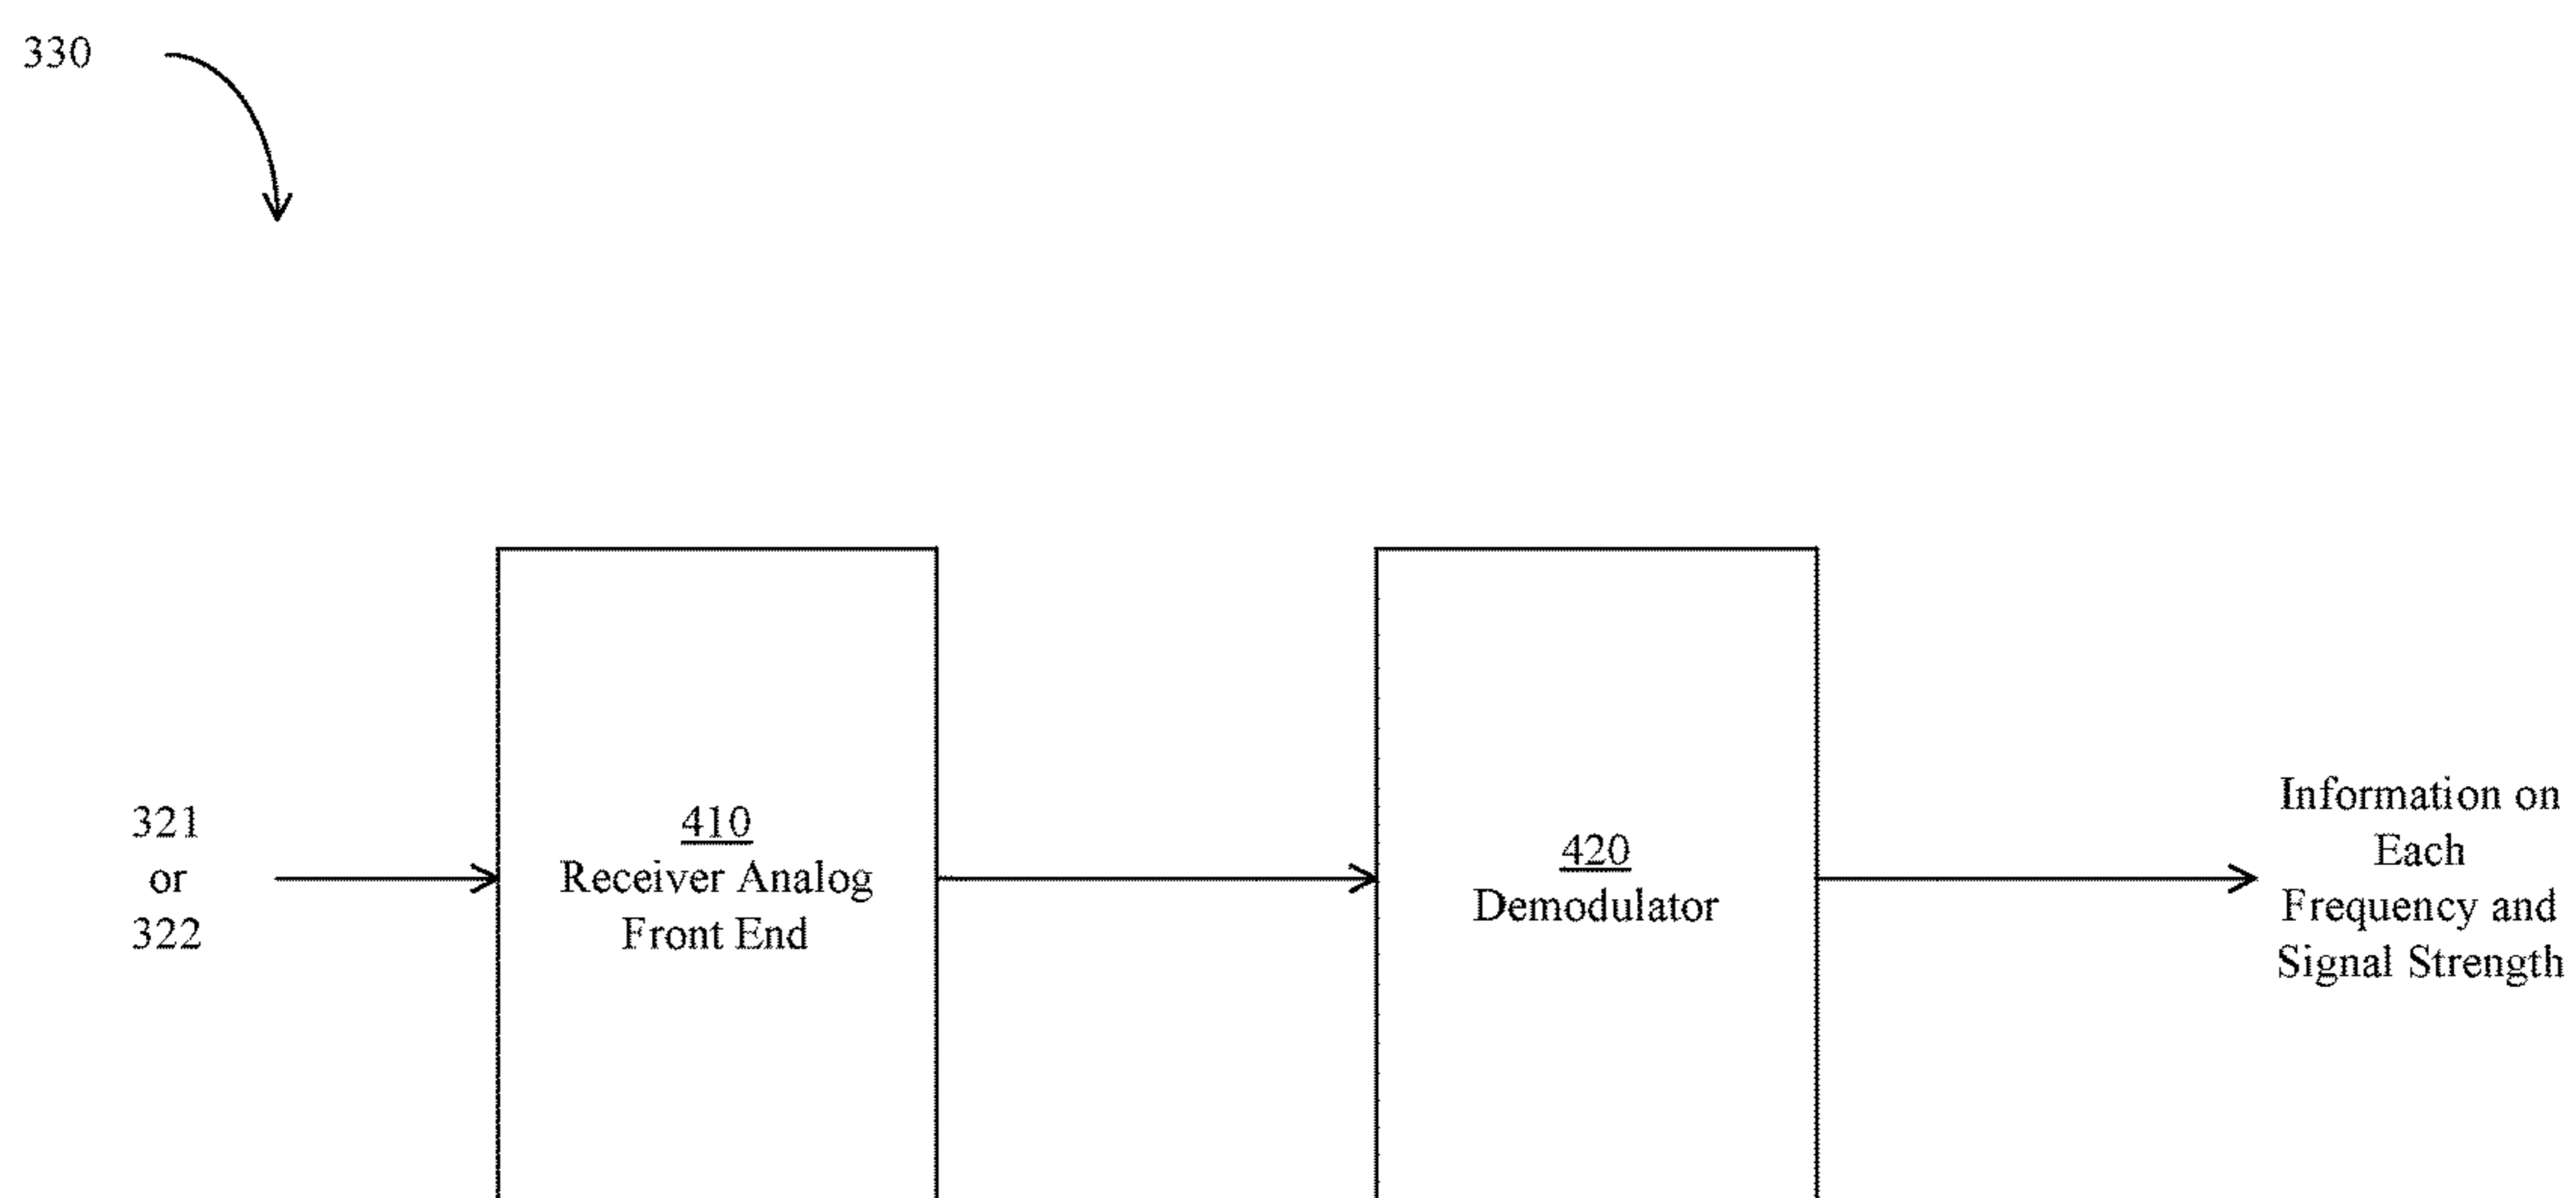 330
321
or
322
410
Receiver Analog
Front End
420
Demodulator
Information on
Each
Frequency and
Signal Strength